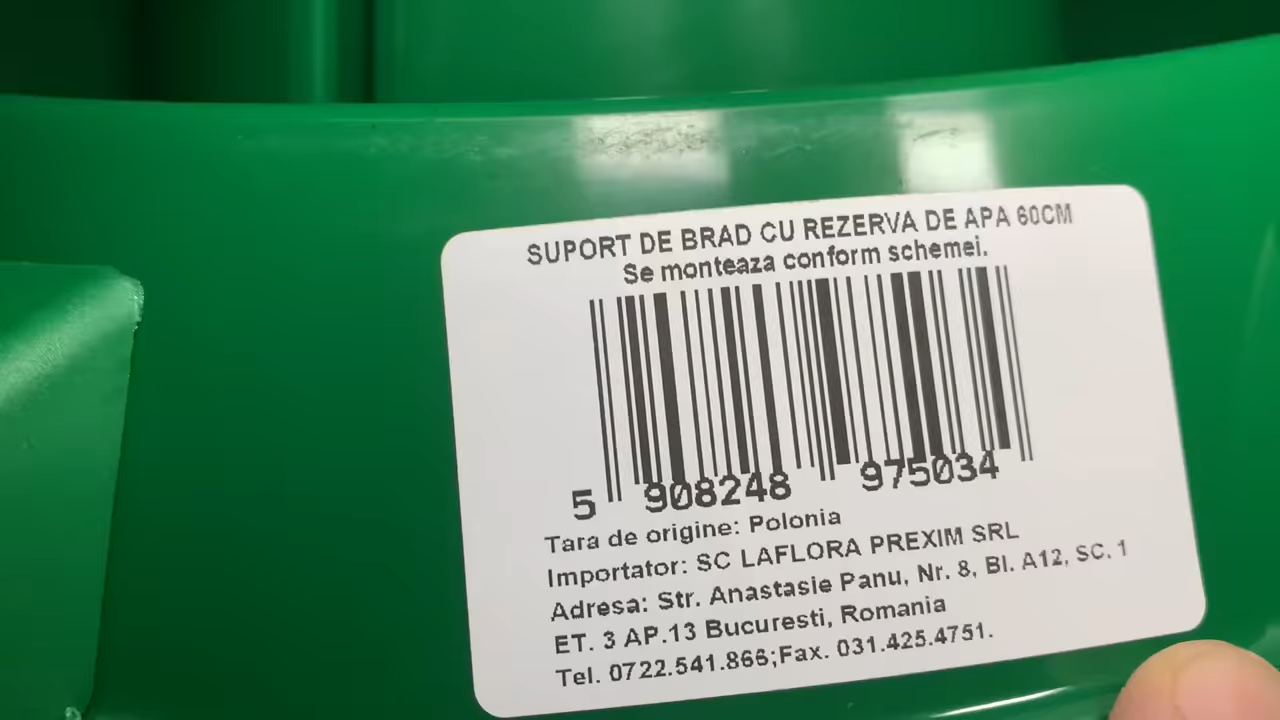 SUPORT DE BRAD CU REZERVA DE APA 60CM
Se monteaza conform schemei.
5 908248 975034
Tara de origine: Polonia
Importator: SC LAFLORA PREXIM SRL
Adresa: Str. Anastasie Panu, Nr. 8, Bl. A12, SC. 1
ET. 3 AP.13 Bucuresti, Romania
Tel. 0722.541.866;Fax. 031.425.4751.